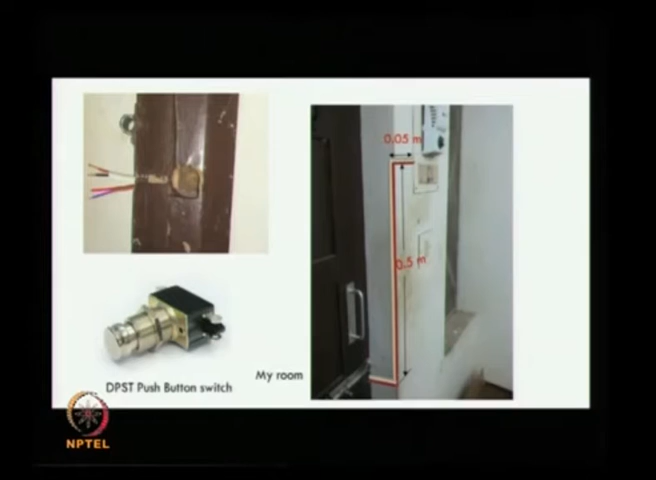 0.05 m
0.5 m
DPST Push Button switch
My room
NPTEL